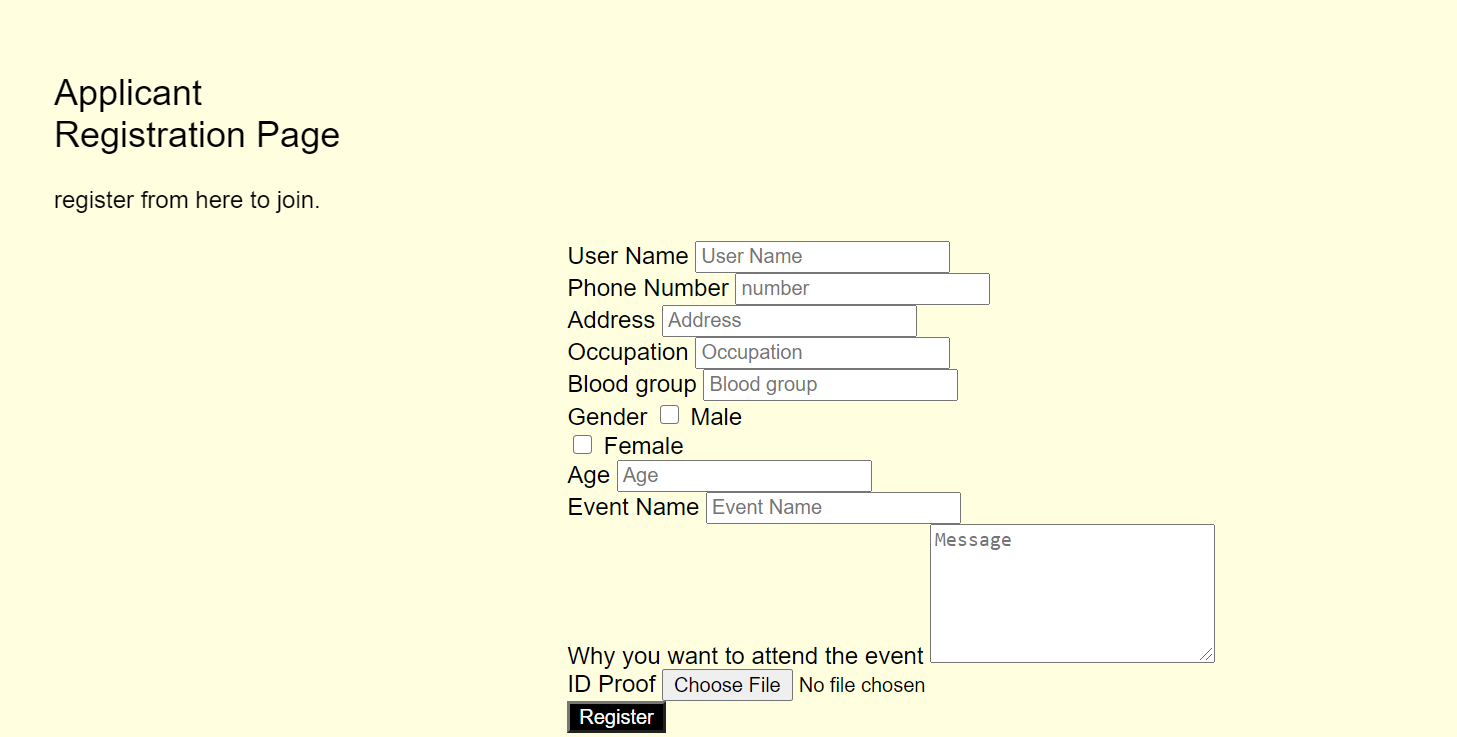 Applicant
Registration Page
register from here to join.
User Name User Name
Phone Number number
Address Address
Occupation Occupation
Blood group Blood group
Gender Male
Female
Age Age
Event Name Event Name
Message
Why you want to attend the event
ID Proof Choose File No file chosen
Register